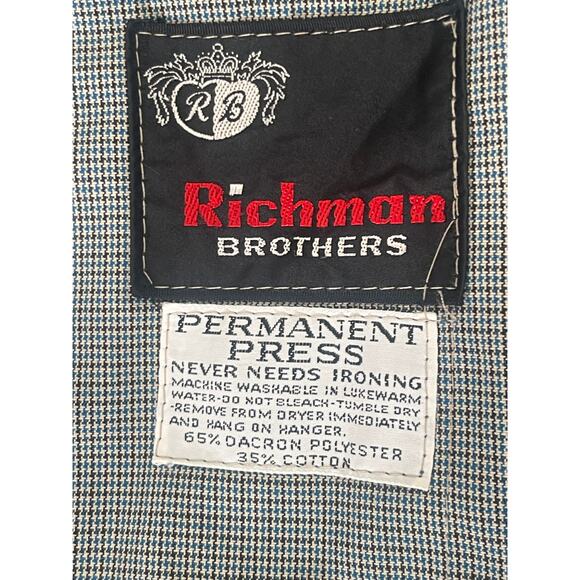 R B
Richman
BROTHERS
PERMANENT
PRESS
NEVER NEEDS IRONING
MACHINE WASHABLE IN LUKEWARM
WATER-DO NOT BLEACH-TUMBLE DRY
-REMOVE FROM DRYER IMMEDIATELY
AND HANG ON HANGER.
65% DACRON POLYESTER
35% COTTON